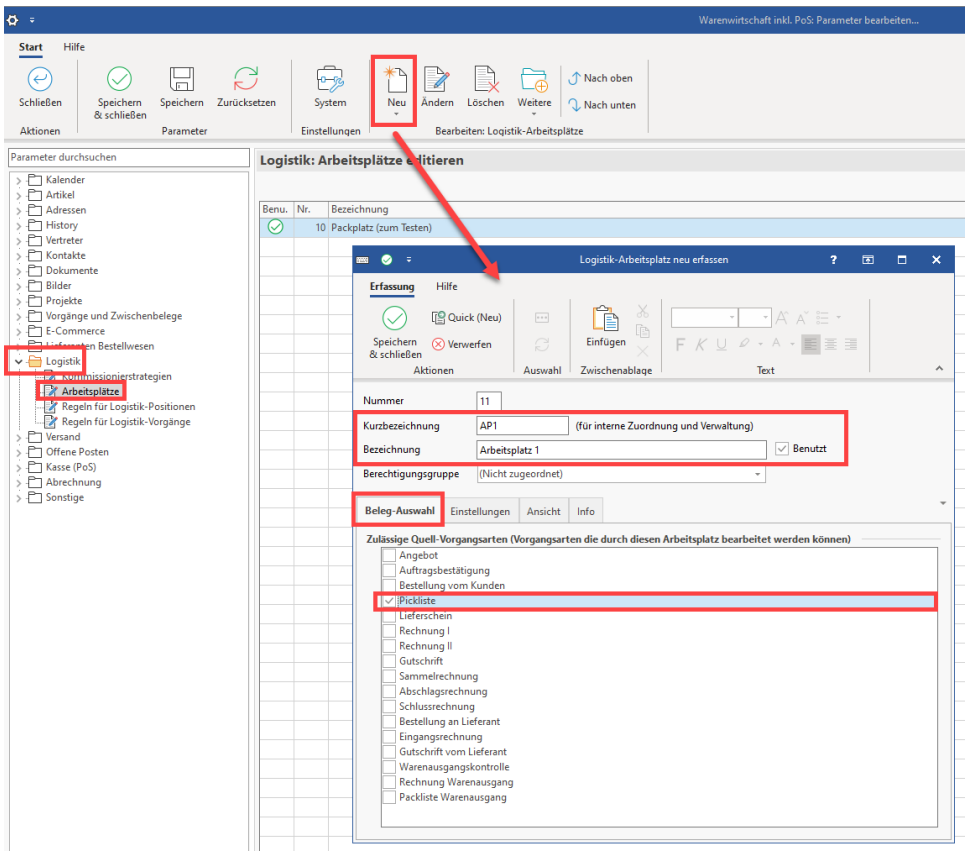 Warenwirtschaft inkl. PoS: Parameter bearbeiten...
Start Hilfe
Schließen
Speichern & schließen
Speichern
Zurücksetzen
System
Neu
Ändern
Löschen
Weitere
Nach oben
Nach unten
Aktionen
Parameter
Einstellungen
Bearbeiten: Logistik-Arbeitsplätze
Parameter durchsuchen
Kalender
Artikel
Adressen
History
Vertreter
Kontakte
Dokumente
Bilder
Projekte
Vorgänge und Zwischenbelege
E-Commerce
Lieferanten Bestellwesen
Logistik
Kommissionierstrategien
Arbeitsplätze
Regeln für Logistik-Positionen
Regeln für Logistik-Vorgänge
Versand
Offene Posten
Kasse (PoS)
Abrechnung
Sonstige
Logistik: Arbeitsplätze editieren
Benu. Nr. Bezeichnung
10 Packplatz (zum Testen)
Logistik-Arbeitsplatz neu erfassen
?
Erfassung Hilfe
Speichern & schließen
Quick (Neu)
Verwerfen
Einfügen
F K U A A
Aktionen
Auswahl
Zwischenablage
Text
Nummer 11
Kurzbezeichnung AP1 (für interne Zuordnung und Verwaltung)
Bezeichnung Arbeitsplatz 1 Benutzt
Berechtigungsgruppe (Nicht zugeordnet)
Beleg-Auswahl Einstellungen Ansicht Info
Zulässige Quell-Vorgangsarten (Vorgangsarten die durch diesen Arbeitsplatz bearbeitet werden können)
Angebot
Auftragsbestätigung
Bestellung vom Kunden
Pickliste
Lieferschein
Rechnung I
Rechnung II
Gutschrift
Sammelrechnung
Abschlagsrechnung
Schlussrechnung
Bestellung an Lieferant
Eingangsrechnung
Gutschrift vom Lieferant
Warenausgangskontrolle
Rechnung Warenausgang
Packliste Warenausgang